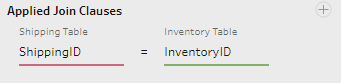 Applied Join Clauses
Shipping Table Inventory Table
ShippingID = InventoryID